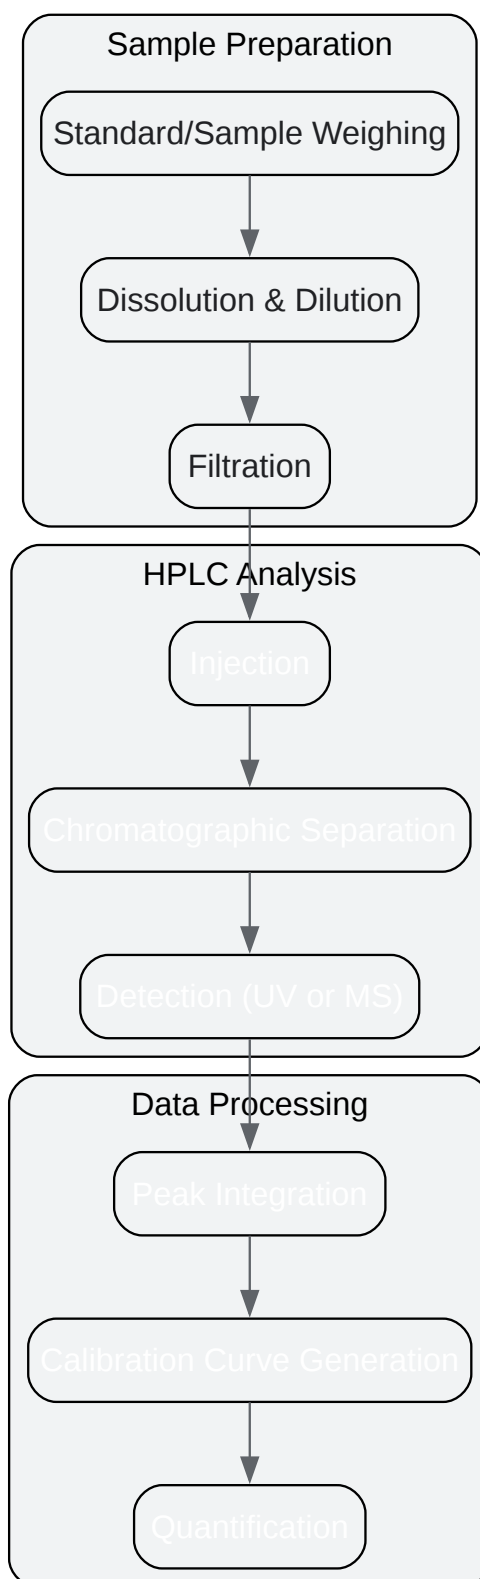 Sample Preparation
Standard/Sample Weighing
Dissolution & Dilution
Filtration
HPLC Analysis
Injection
Chromatographic Separation
Detection (UV or MS)
Data Processing
Peak Integration
Calibration Curve Generation
Quantification